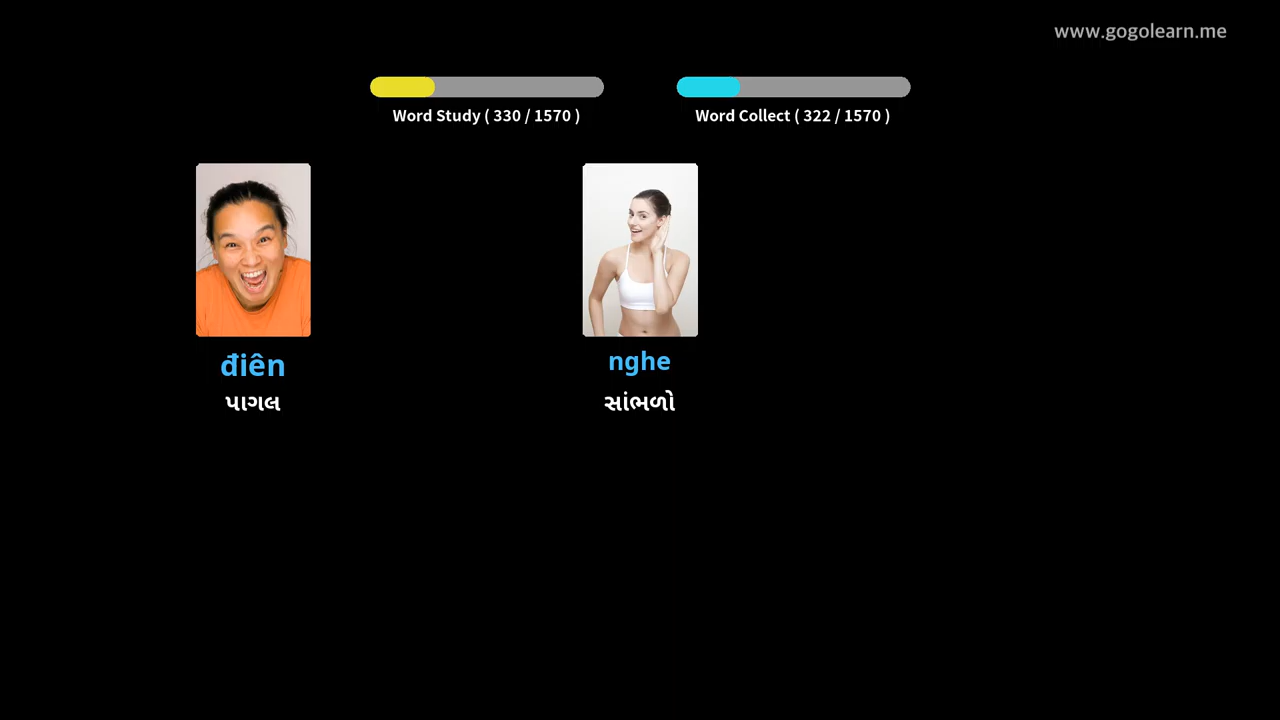 www.gogolearn.me
Word Study ( 330 / 1570 )
Word Collect ( 322 / 1570 )
điên
nghe
પાગલ
સાંભળો